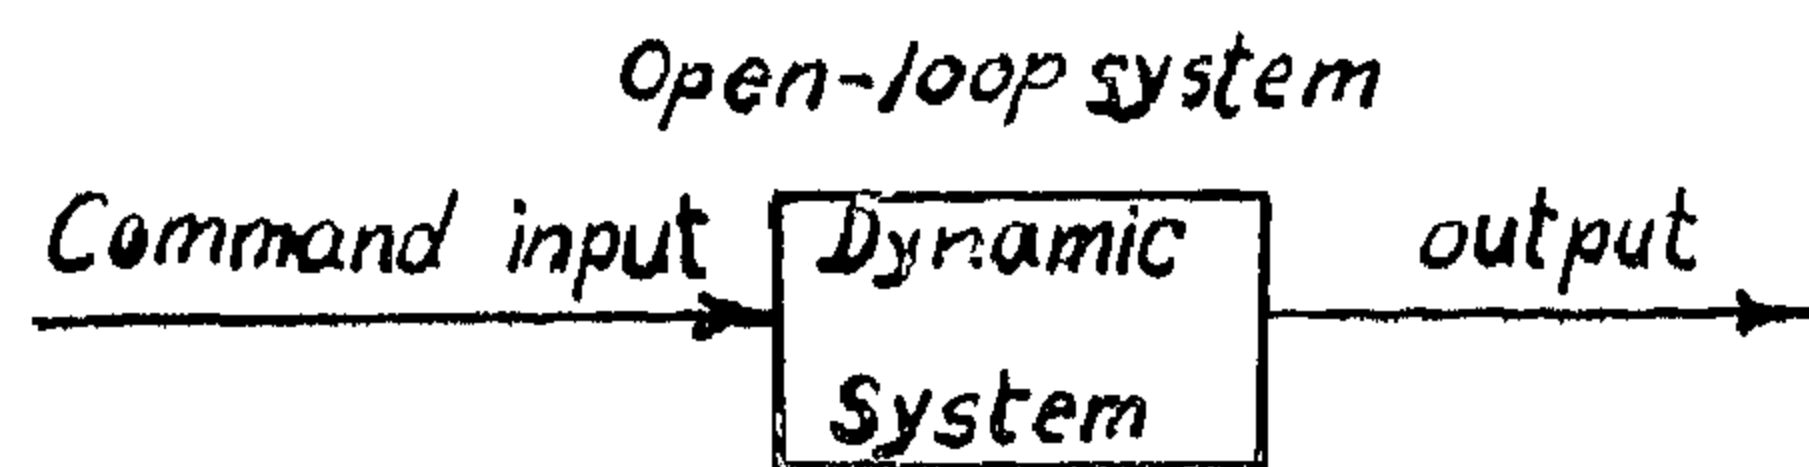 Open-loop system
Command input
Dynamic
System
output